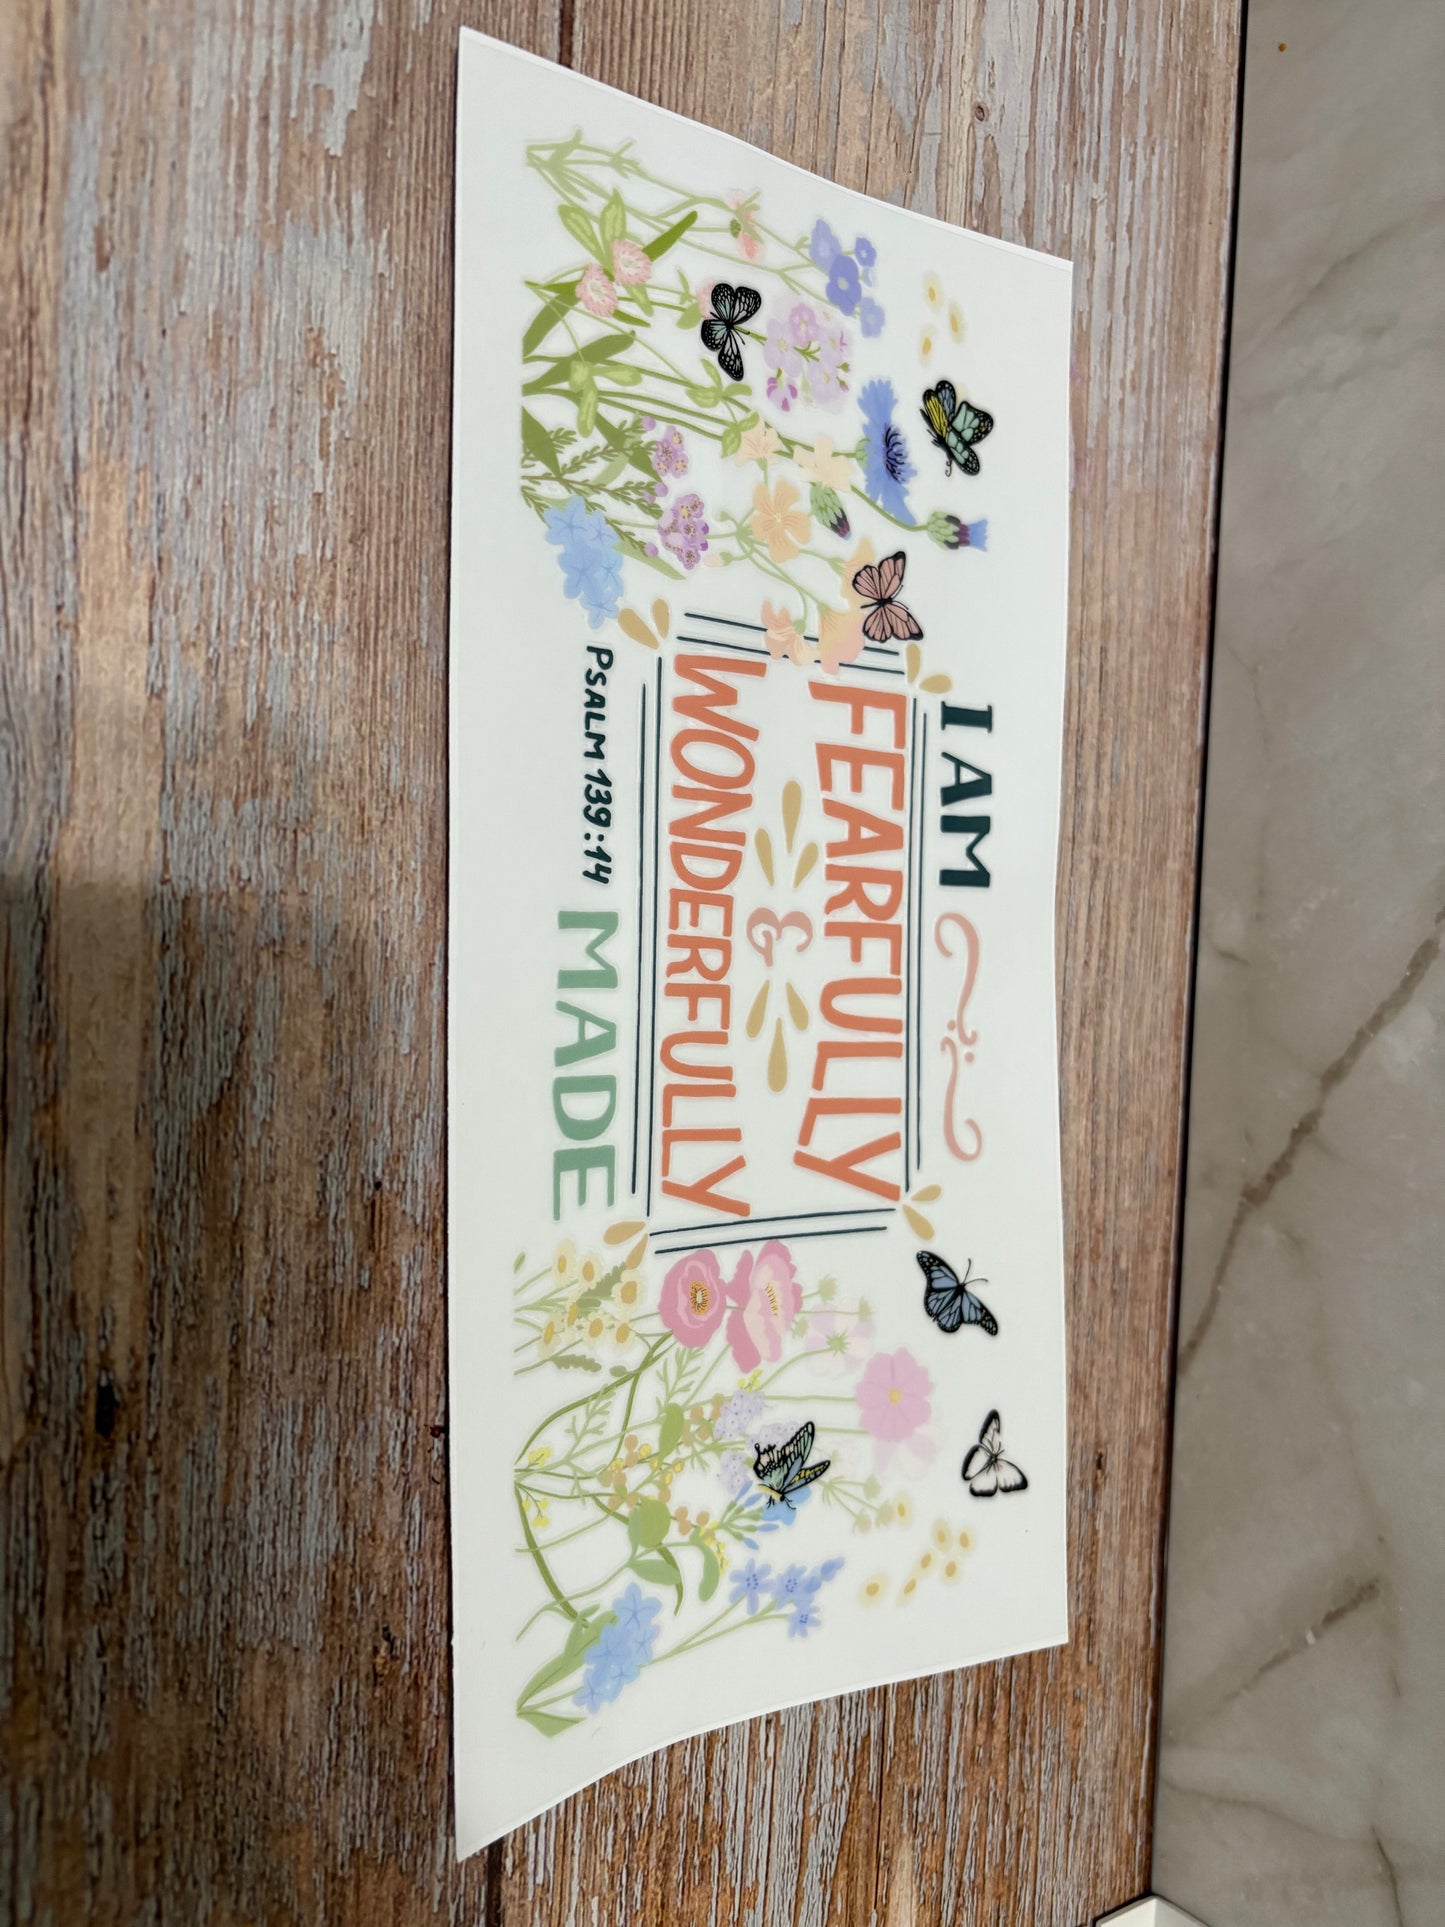 I AM
FEARFULLY
&
WONDERFULLY
PSALM 139:14 MADE